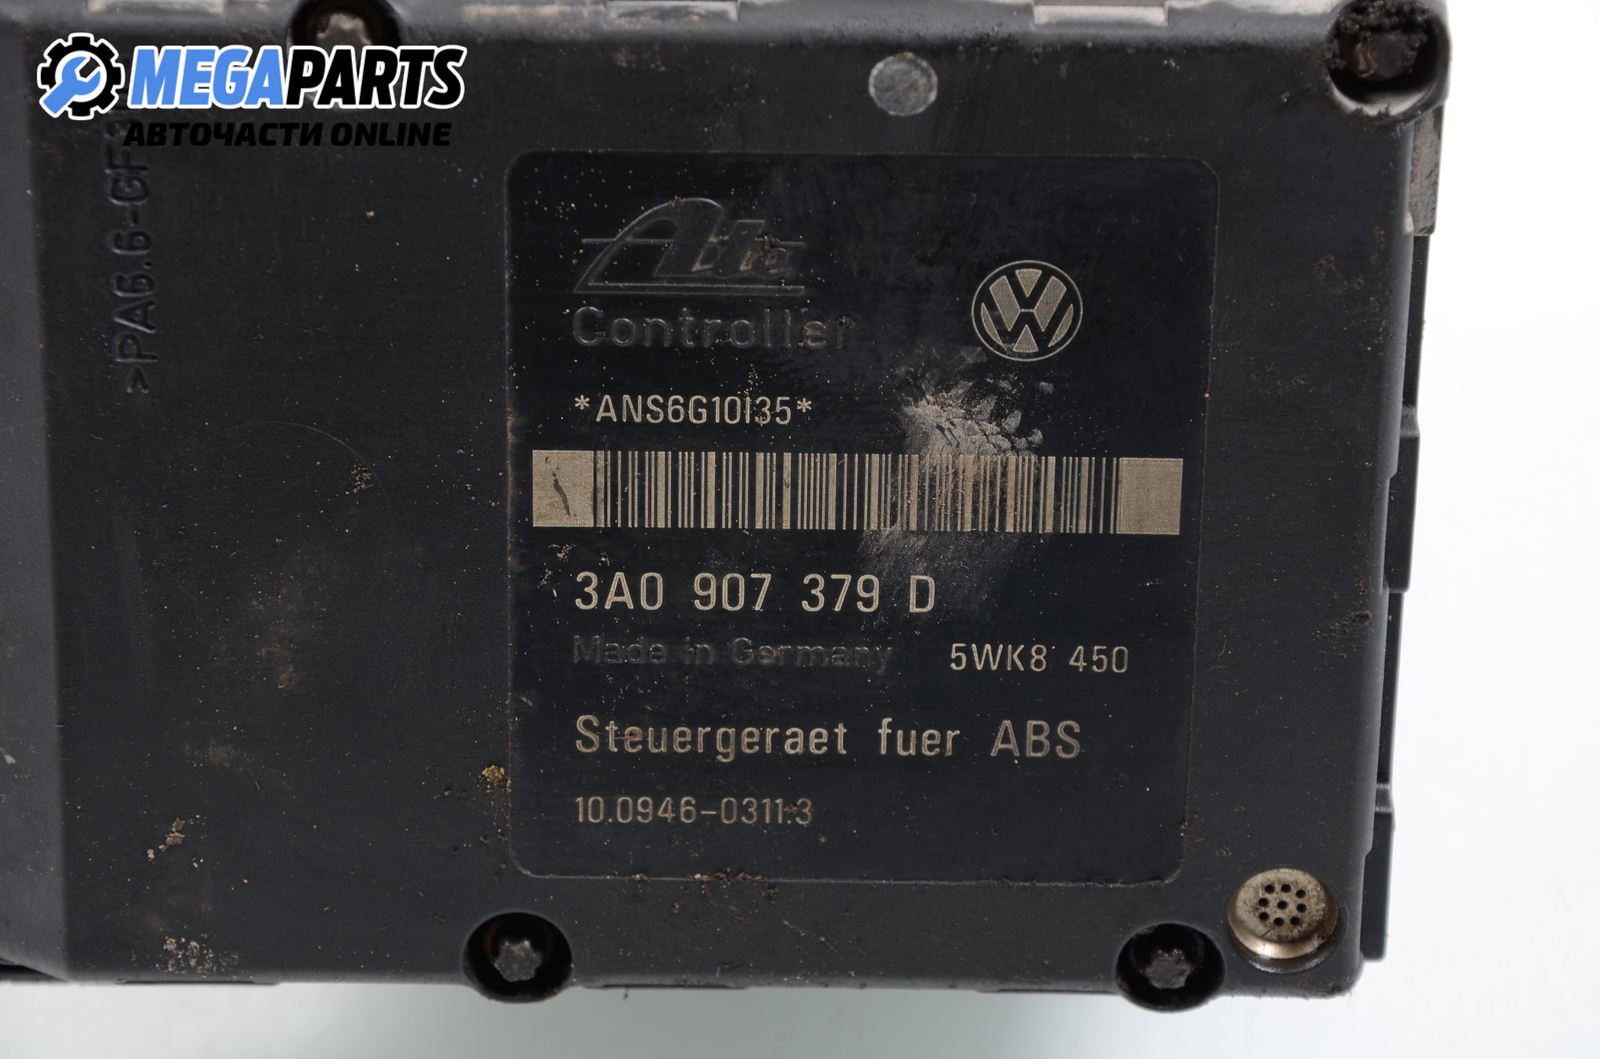 MEGAPARTS
АВТОЧАСТИ ONLINE
>PA6.6-GF
Ate
Controller
*ANS6G10I35*
3A0 907 379 D
Made in Germany 5WK8 450
Steuergeraet fuer ABS
10.0946-0311.3